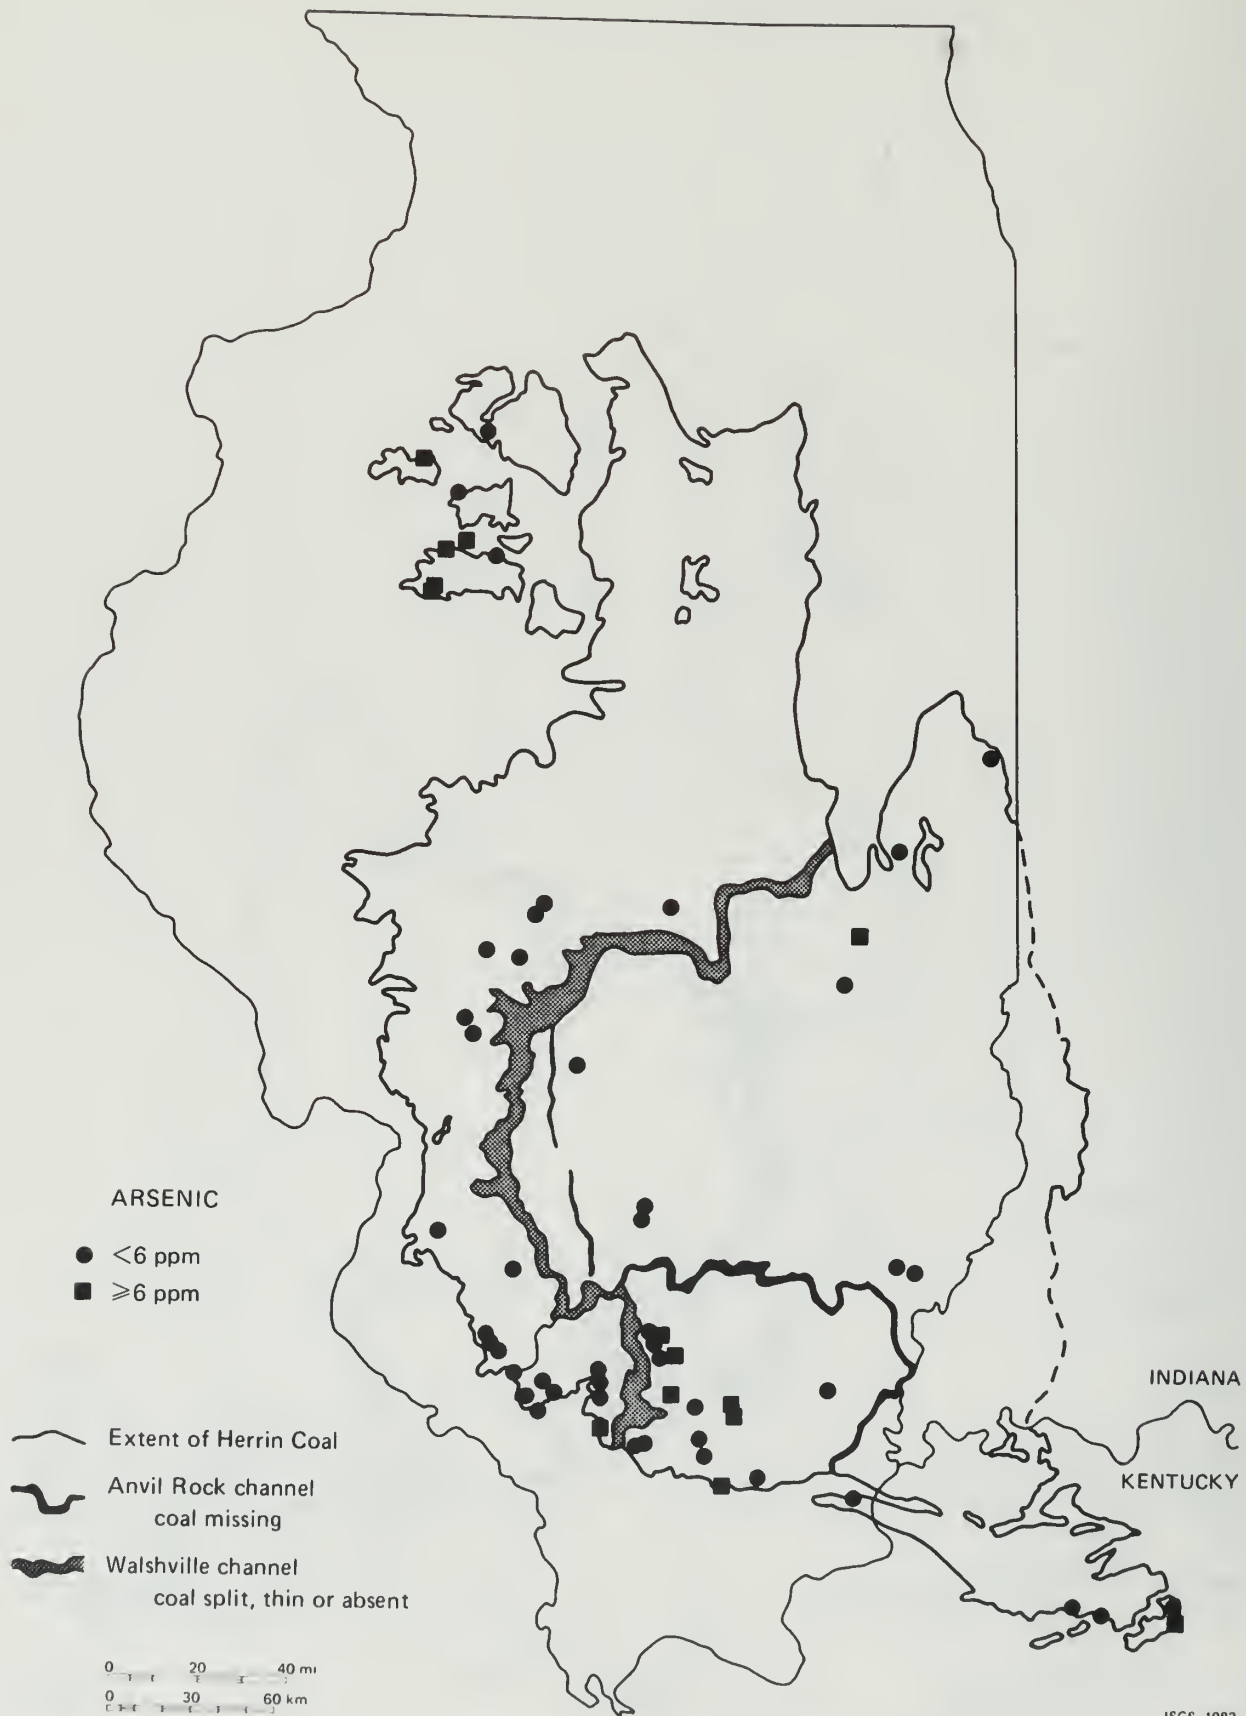 ARSENIC
<6 ppm
⩾6 ppm
INDIANA
KENTUCKY
Extent of Herrin Coal
Anvil Rock channel
coal missing
Walshville channel
coal split, thin or absent
0 20 40 mi
0 30 60 km
ISGS 1982